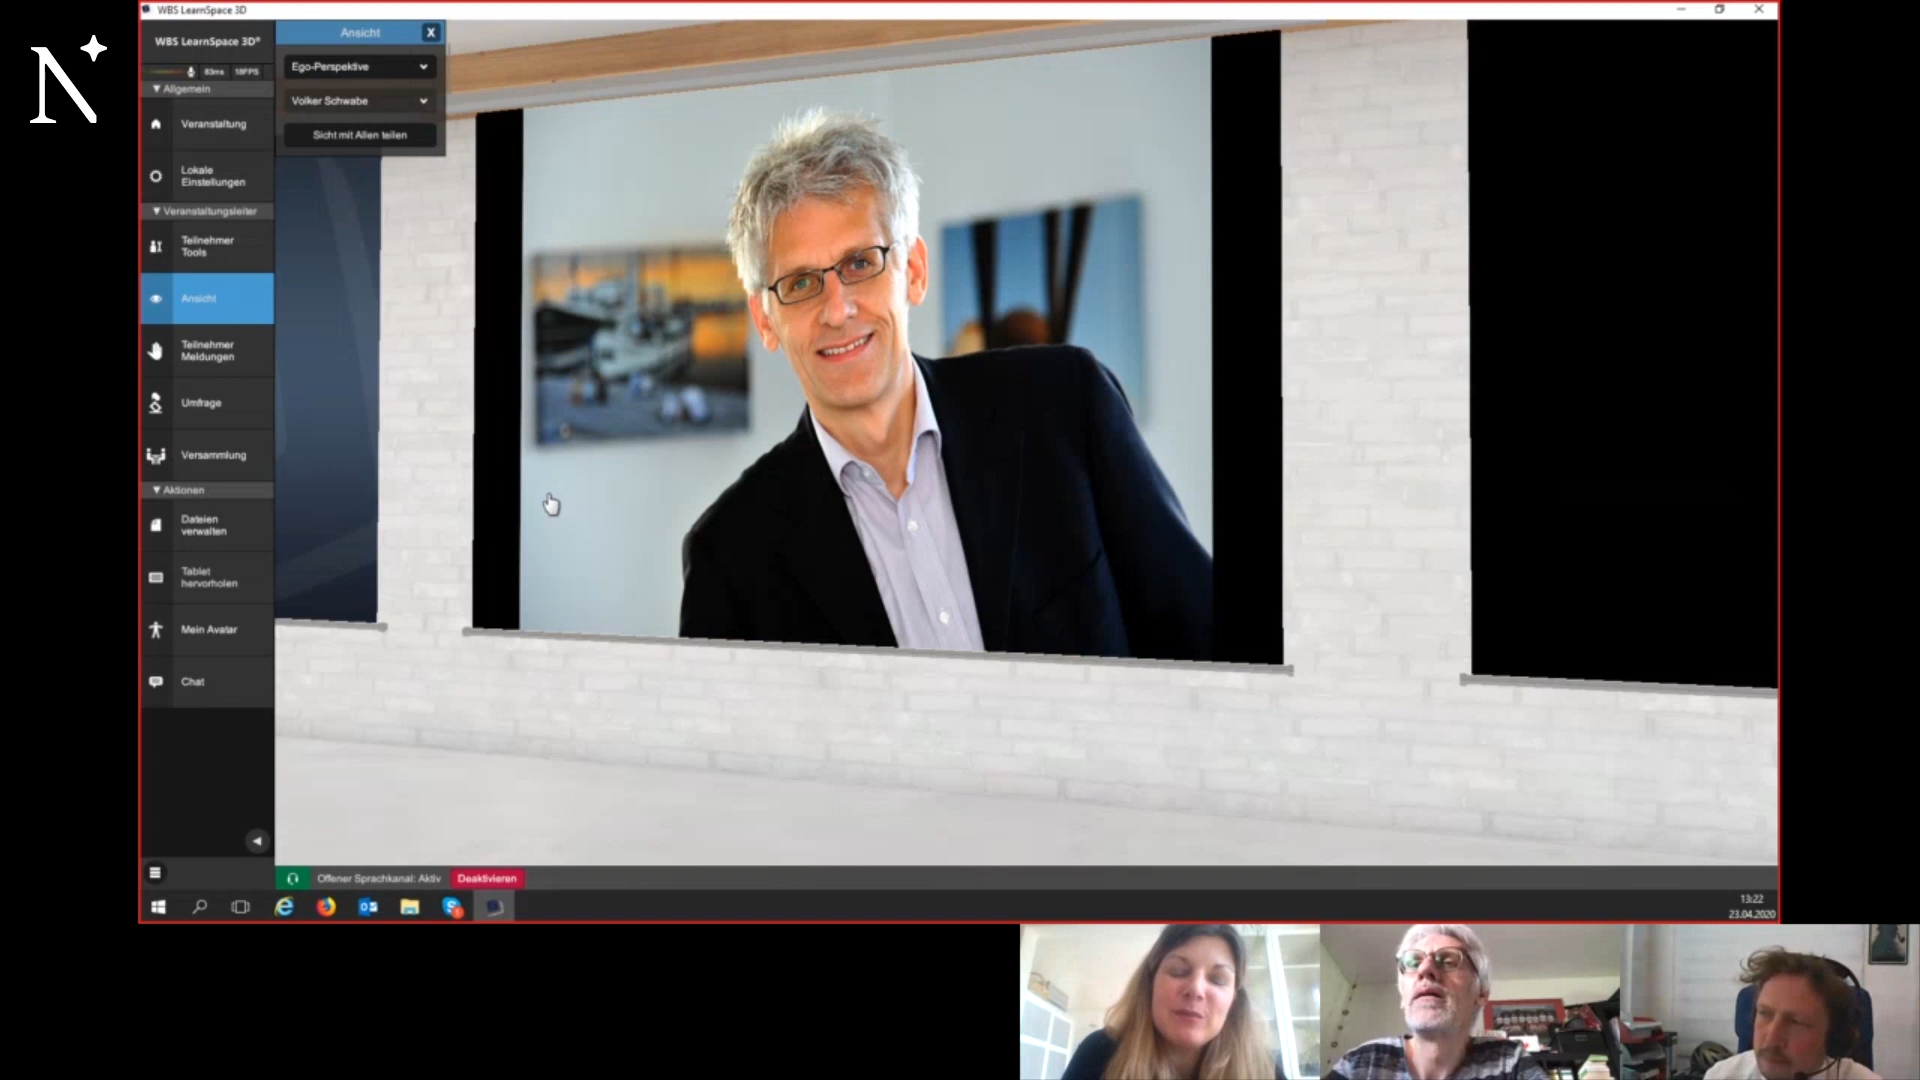 WBS LearnSpace 3D
N
WBS LearnSpace 3D®
83ms
18FPS
Allgemein
Veranstaltung
Lokale
Einstellungen
Veranstaltungsleiter
Teilnehmer
Tools
Ansicht
Teilnehmer
Meldungen
Umfrage
Versammlung
Aktionen
Dateien
verwalten
Tablet
hervorholen
Mein Avatar
Chat
Ansicht
X
Ego-Perspektive
Volker Schwabe
Sicht mit Allen teilen
Offener Sprachkanal: Aktiv
Deaktivieren
13:22
23.04.2020